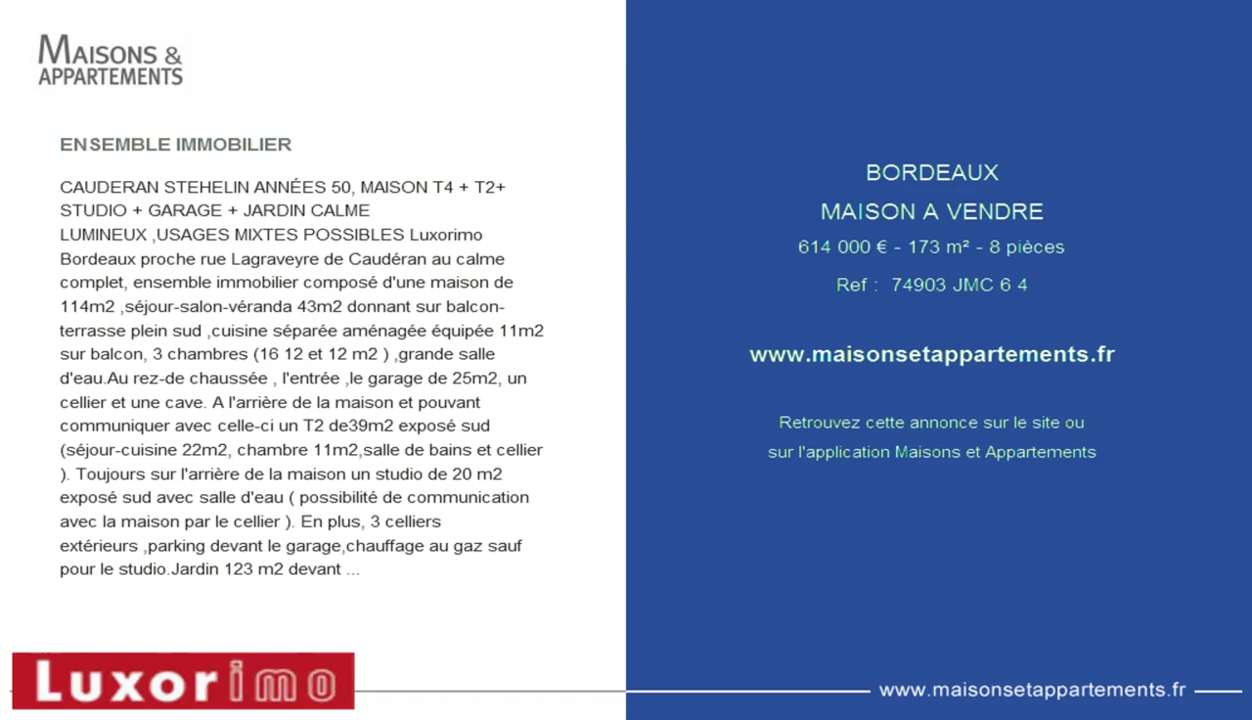 MAISONS &
APPARTEMENTS
ENSEMBLE IMMOBILIER
CAUDERAN STEHELIN ANNÉES 50, MAISON T4 + T2+
STUDIO + GARAGE + JARDIN CALME
LUMINEUX ,USAGES MIXTES POSSIBLES Luxorimo
Bordeaux proche rue Lagraveyre de Caudéran au calme
complet, ensemble immobilier composé d'une maison de
114m2 ,séjour-salon-véranda 43m2 donnant sur balcon-
terrasse plein sud ,cuisine séparée aménagée équipée 11m2
sur balcon, 3 chambres (16 12 et 12 m2 ) ,grande salle
d'eau.Au rez-de chaussée , l'entrée ,le garage de 25m2, un
cellier et une cave. A l'arrière de la maison et pouvant
communiquer avec celle-ci un T2 de39m2 exposé sud
(séjour-cuisine 22m2, chambre 11m2,salle de bains et cellier
). Toujours sur l'arrière de la maison un studio de 20 m2
exposé sud avec salle d'eau ( possibilité de communication
avec la maison par le cellier ). En plus, 3 celliers
extérieurs ,parking devant le garage,chauffage au gaz sauf
pour le studio.Jardin 123 m2 devant ...
Luxorimo
BORDEAUX
MAISON A VENDRE
614 000 € - 173 m² - 8 pièces
Ref : 74903 JMC 6 4
www.maisonsetappartements.fr
Retrouvez cette annonce sur le site ou
sur l'application Maisons et Appartements
www.maisonsetappartements.fr